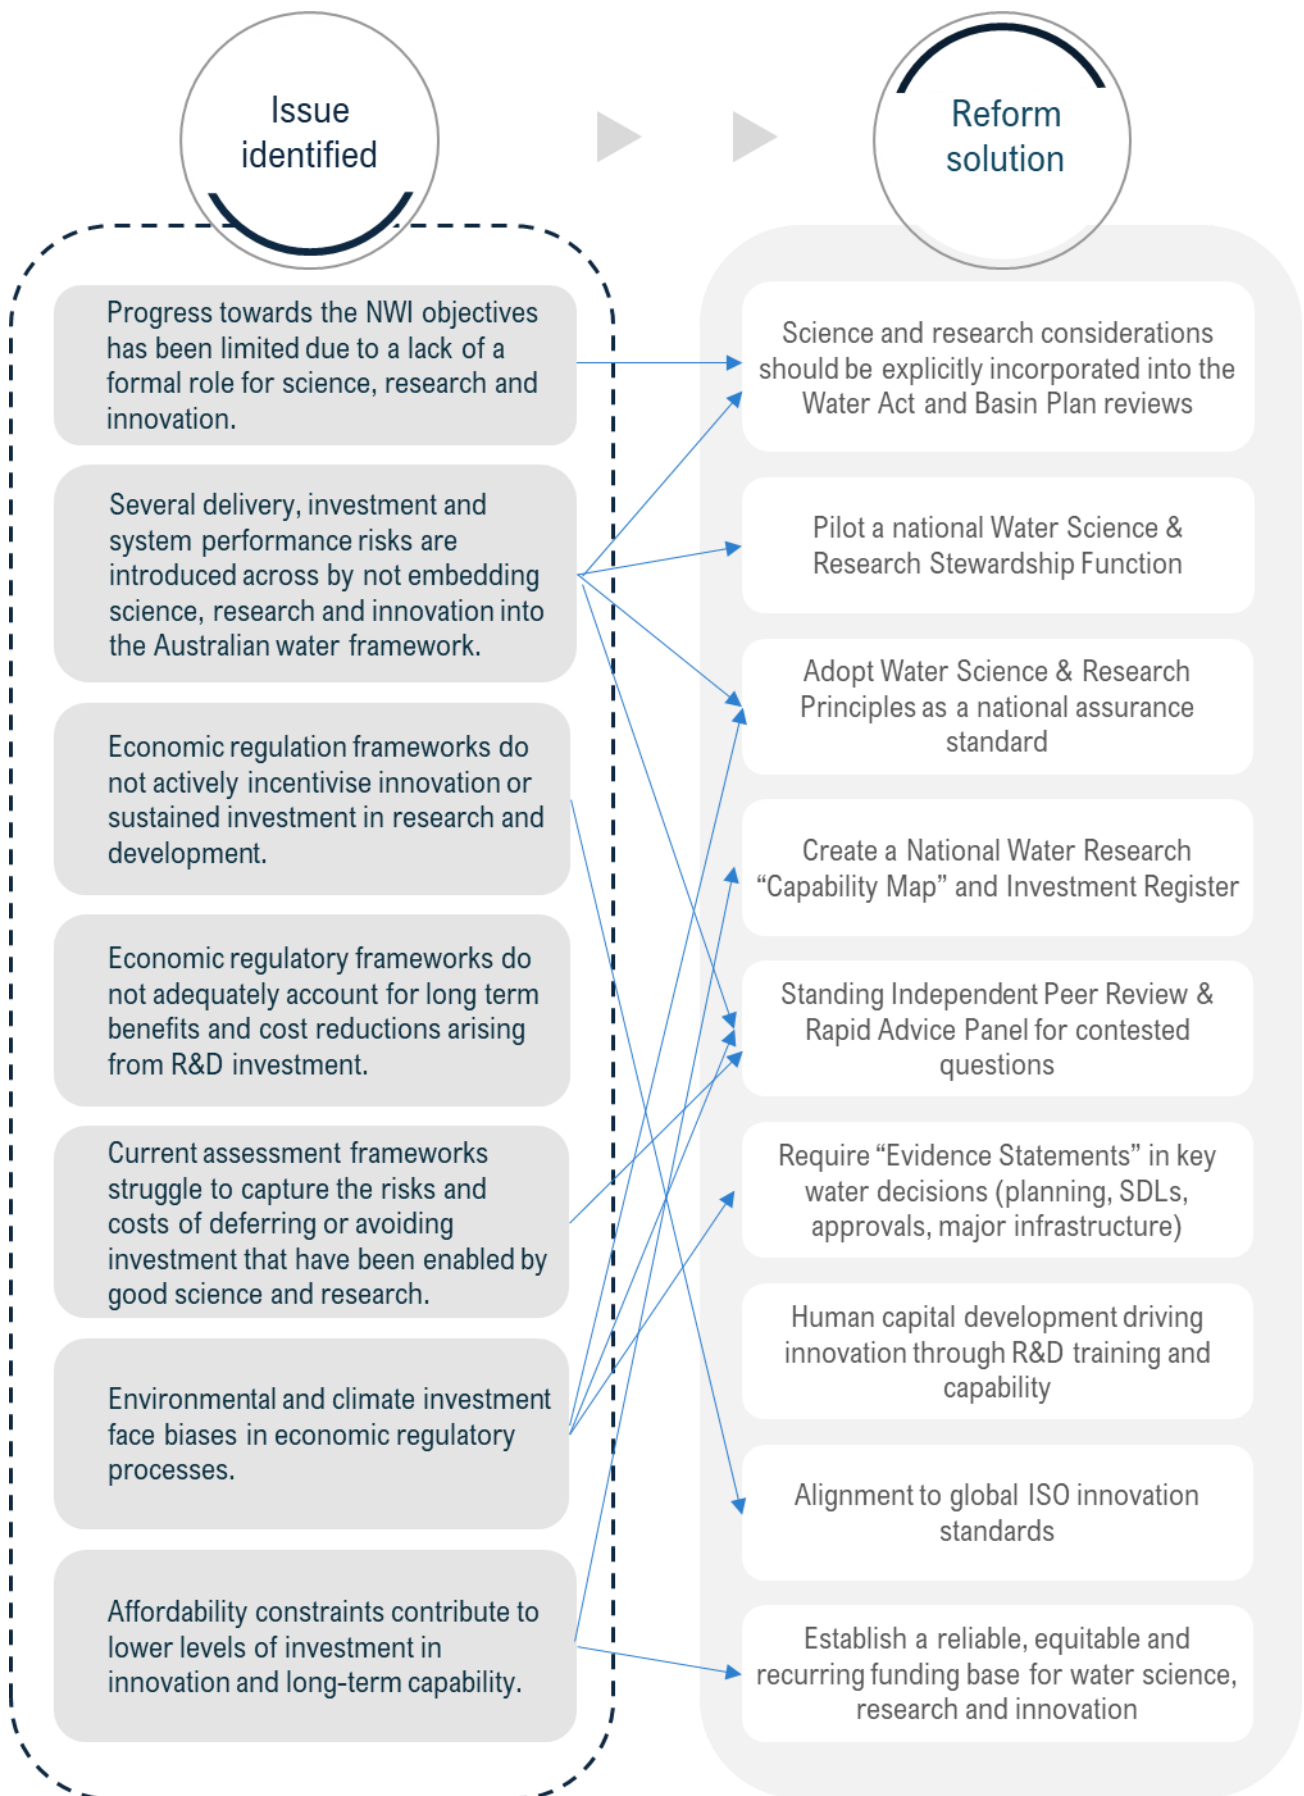 Issue
identified
Reform
solution
Progress towards the NWI objectives
has been limited due to a lack of a
formal role for science, research and
innovation.
Several delivery, investment and
system performance risks are
introduced across by not embedding
science, research and innovation into
the Australian water framework.
Economic regulation frameworks do
not actively incentivise innovation or
sustained investment in research and
development.
Economic regulatory frameworks do
not adequately account for long term
benefits and cost reductions arising
from R&D investment.
Current assessment frameworks
struggle to capture the risks and
costs of deferring or avoiding
investment that have been enabled by
good science and research.
Environmental and climate investment
face biases in economic regulatory
processes.
Affordability constraints contribute to
lower levels of investment in
innovation and long-term capability.
Science and research considerations
should be explicitly incorporated into the
Water Act and Basin Plan reviews
Pilot a national Water Science &
Research Stewardship Function
Adopt Water Science & Research
Principles as a national assurance
standard
Create a National Water Research
“Capability Map” and Investment Register
Standing Independent Peer Review &
Rapid Advice Panel for contested
questions
Require “Evidence Statements” in key
water decisions (planning, SDLs,
approvals, major infrastructure)
Human capital development driving
innovation through R&D training and
capability
Alignment to global ISO innovation
standards
Establish a reliable, equitable and
recurring funding base for water science,
research and innovation